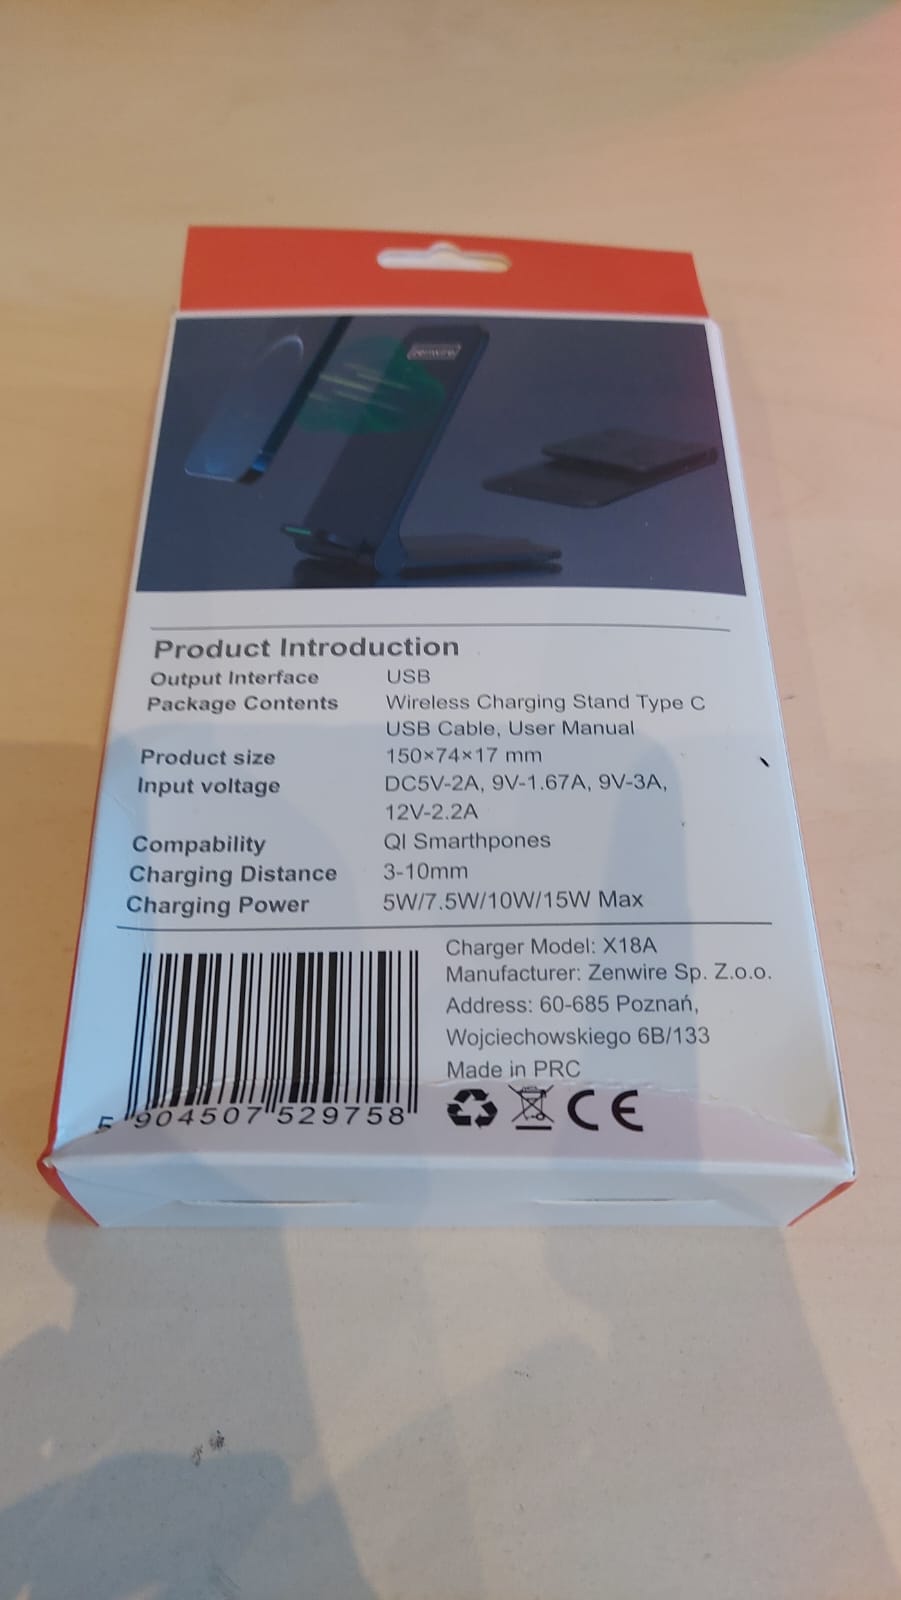 zenwire
Product Introduction
Output Interface USB
Package Contents Wireless Charging Stand Type C
USB Cable, User Manual
Product size 150×74×17 mm
Input voltage DC5V-2A, 9V-1.67A, 9V-3A,
12V-2.2A
Compability QI Smarthpones
Charging Distance 3-10mm
Charging Power 5W/7.5W/10W/15W Max
Charger Model: X18A
Manufacturer: Zenwire Sp. Z.o.o.
Address: 60-685 Poznań,
Wojciechowskiego 6B/133
Made in PRC
CE
5 904507 529758